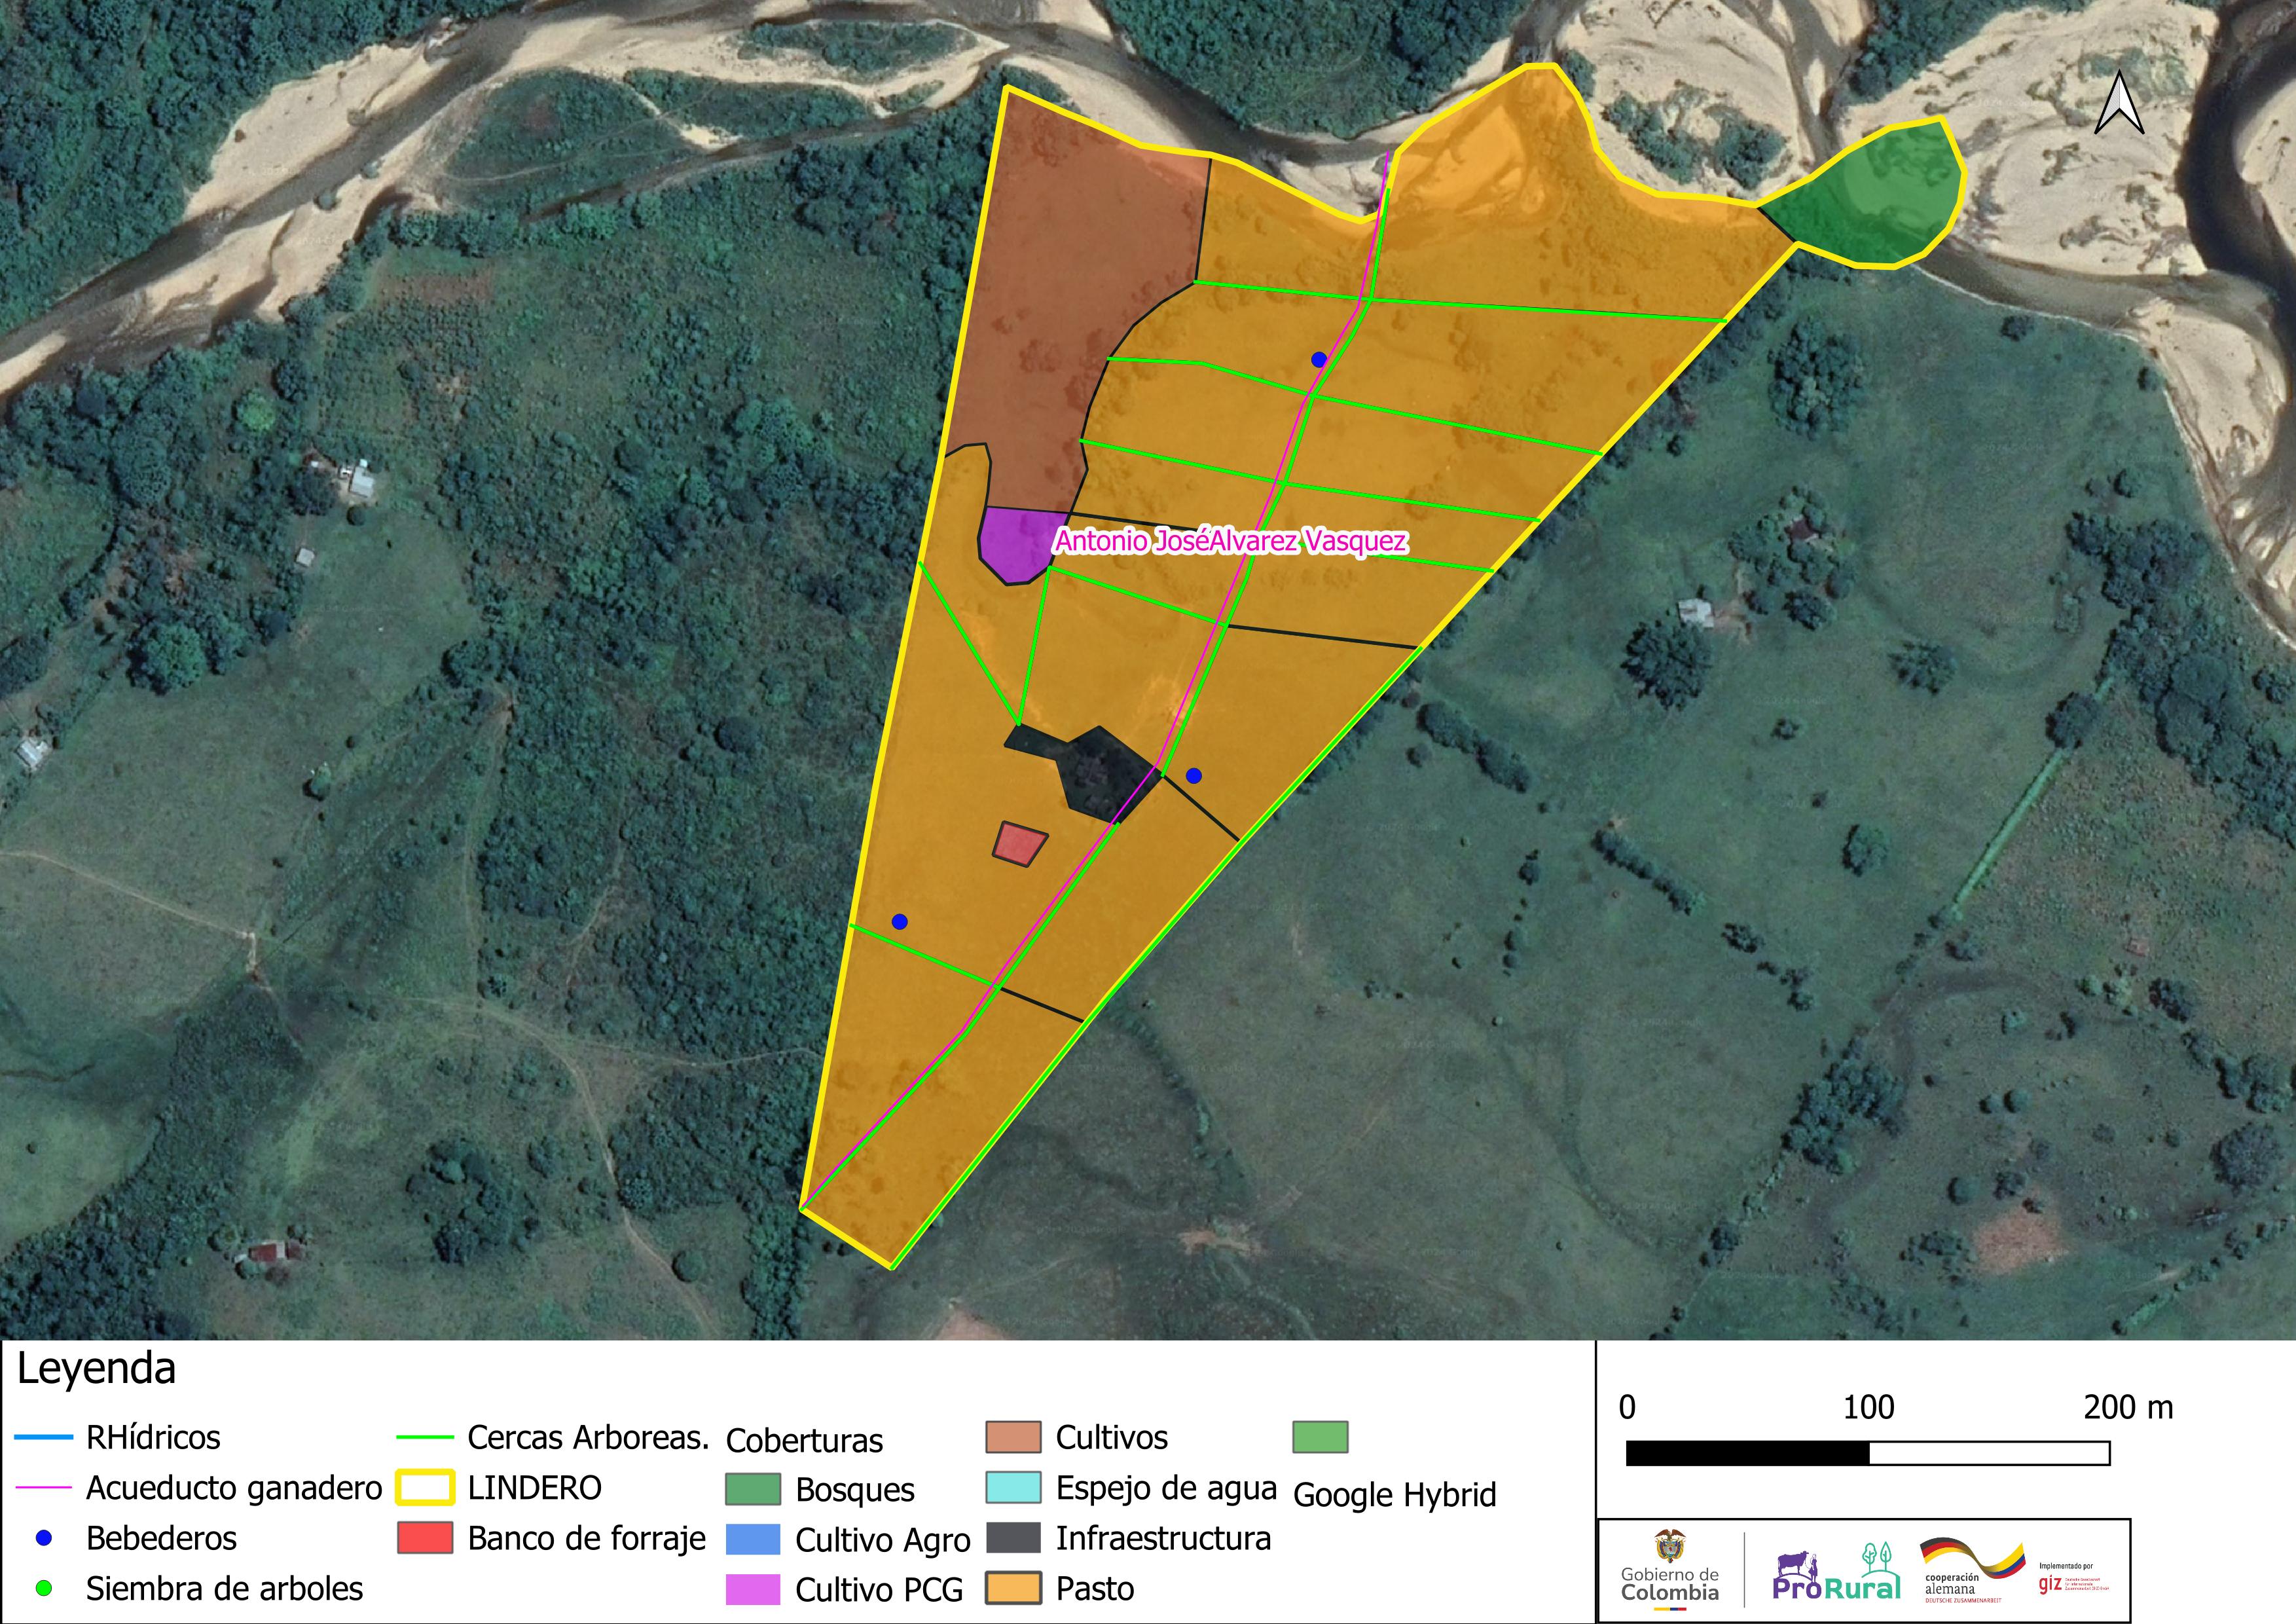 Antonio JoséAlvarez Vasquez
Leyenda
RHídricos
Acueducto ganadero
Bebederos
Siembra de arboles
Cercas Arboreas.
LINDERO
Banco de forraje
Coberturas
Bosques
Cultivo Agro
Cultivo PCG
Cultivos
Espejo de agua
Infraestructura
Pasto
Google Hybrid
0 100 200 m
Gobierno de
Colombia
ProRural
cooperación
alemana
DEUTSCHE ZUSAMMENARBEIT
Implementado por
giz